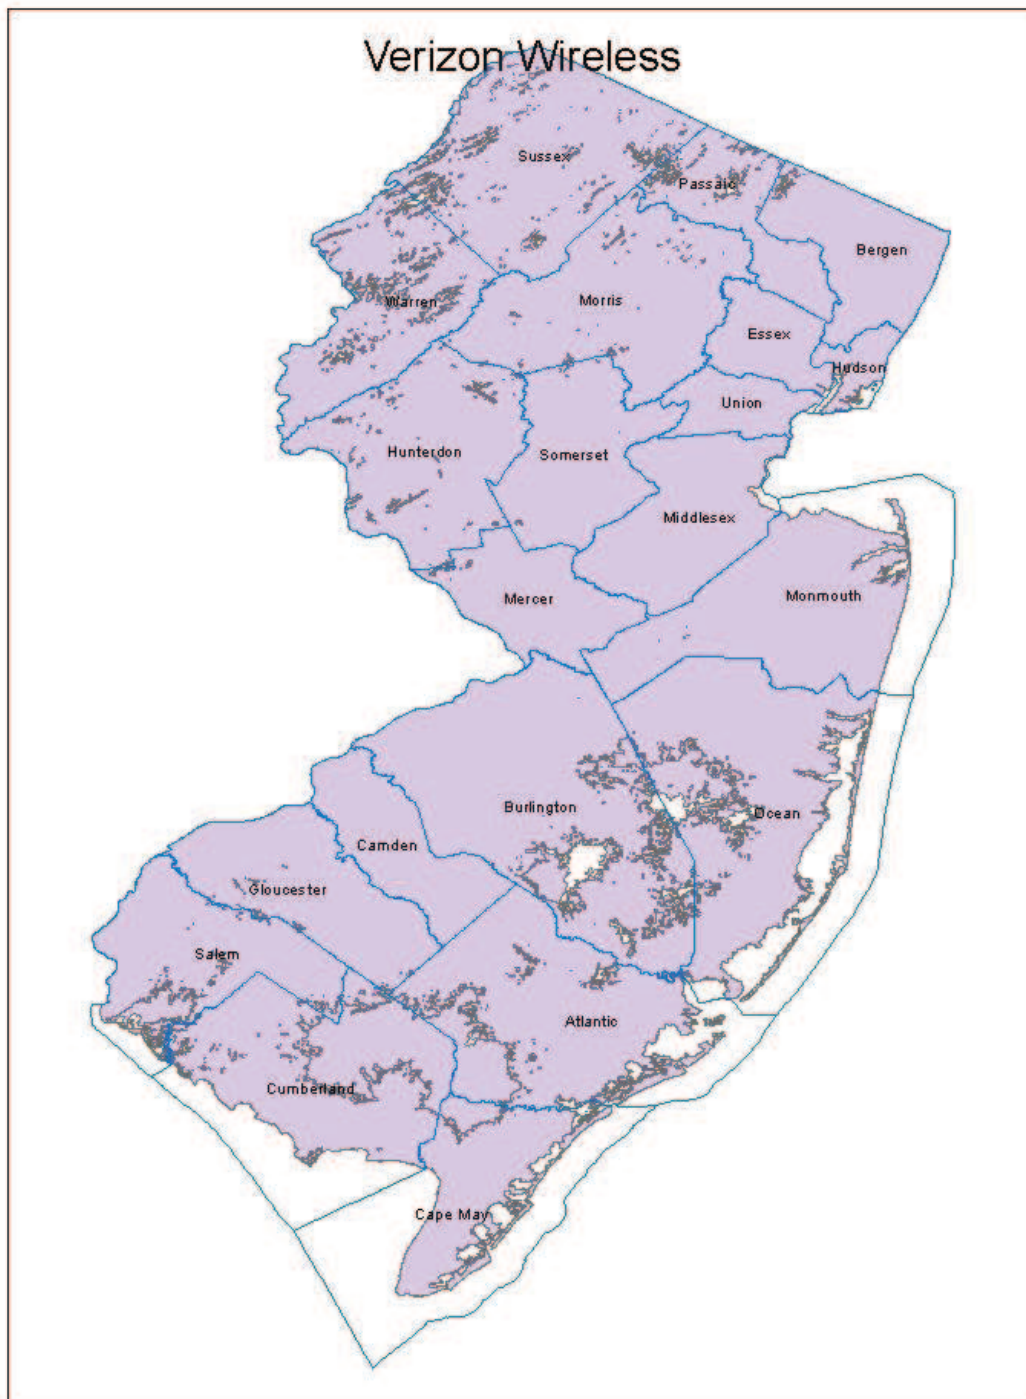 Verizon Wireless
Sussex
Passaic
Bergen
Warren
Morris
Essex
Hudson
Union
Hunterdon
Somerset
Middlesex
Mercer
Monmouth
Burlington
Ocean
Camden
Gloucester
Salem
Atlantic
Cumberland
Cape May